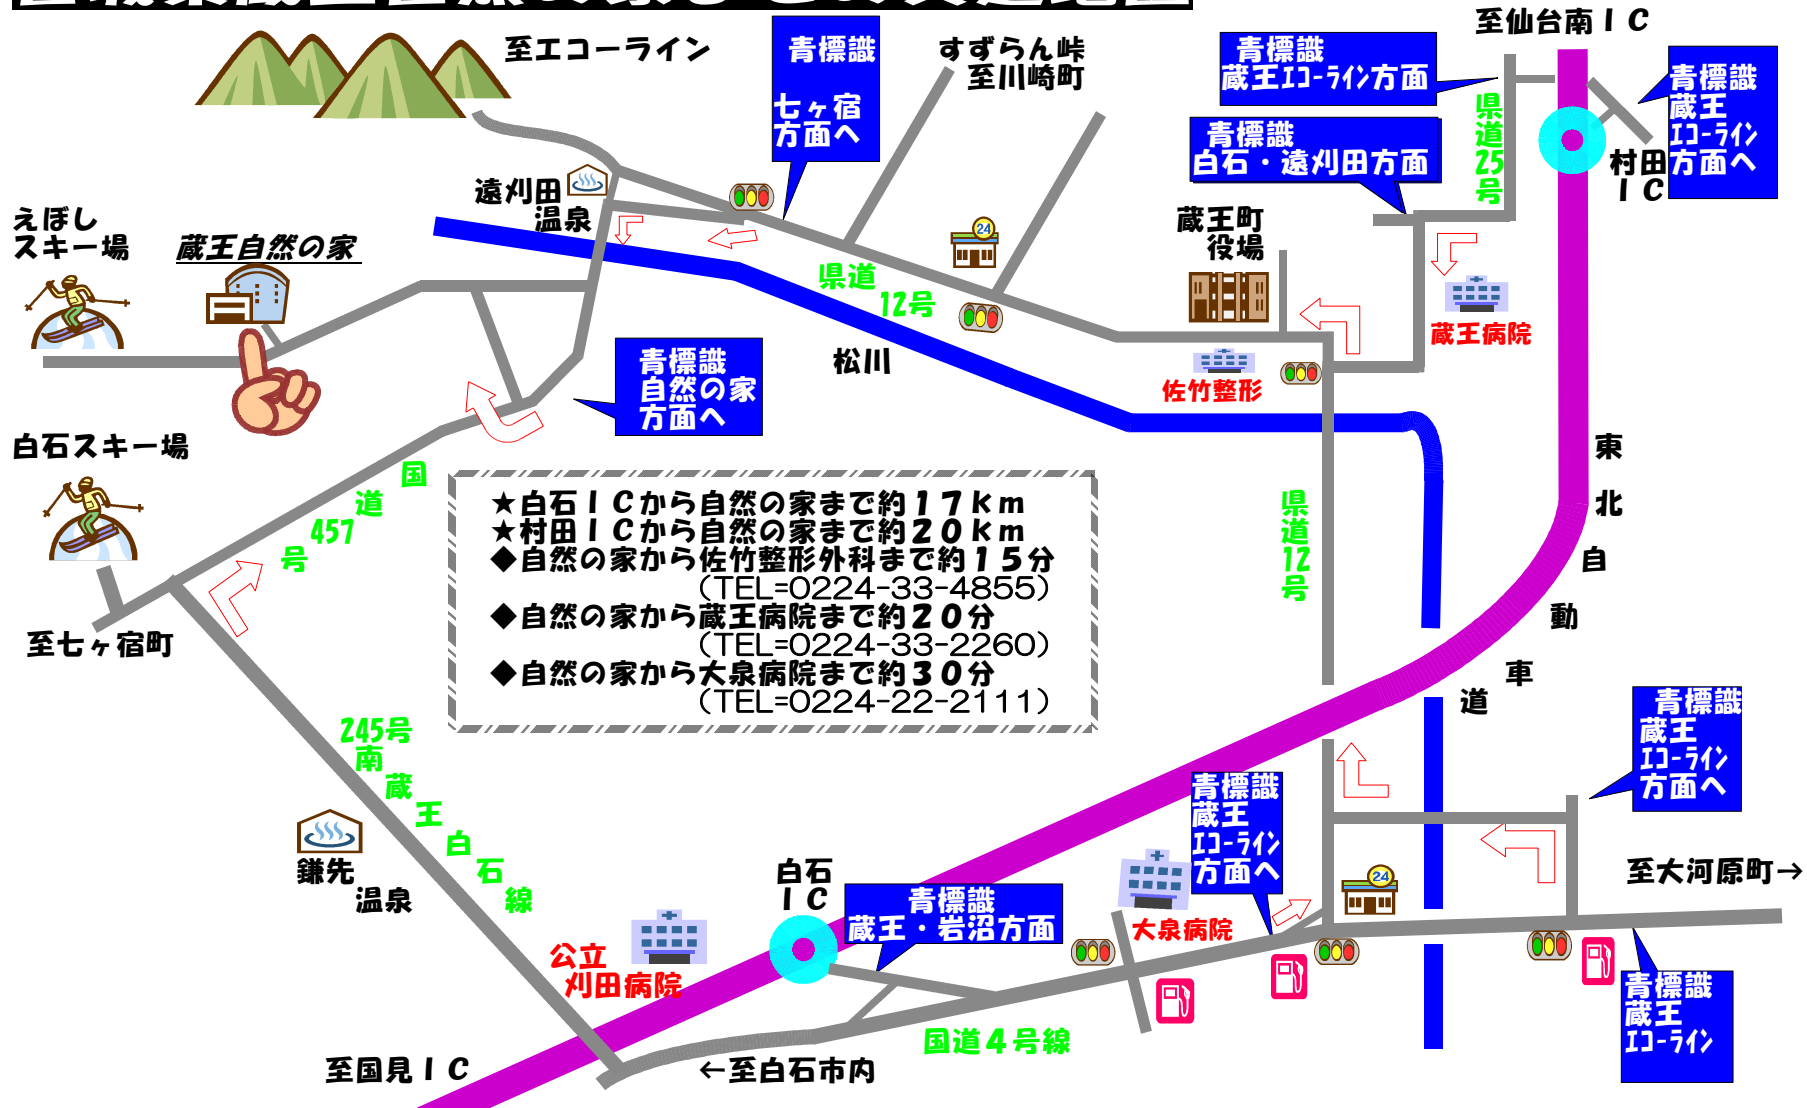 至エコーライン
青標識
七ヶ宿
方面へ
すずらん峠
至川崎町
至仙台南ＩＣ
青標識
蔵王ｴｺｰﾗｲﾝ方面
青標識
蔵王
ｴｺｰﾗｲﾝ
方面へ
県道25号
青標識
白石・遠刈田方面
村田
ＩＣ
遠刈田
温泉
えぼし
スキー場
蔵王自然の家
蔵王町
役場
24
県道
12号
蔵王病院
松川
佐竹整形
青標識
自然の家
方面へ
白石スキー場
東北自動車道
国道457号
★白石ＩＣから自然の家まで約１７ｋｍ
★村田ＩＣから自然の家まで約２０ｋｍ
◆自然の家から佐竹整形外科まで約１５分
（TEL=0224-33-4855）
◆自然の家から蔵王病院まで約２０分
（TEL=0224-33-2260）
◆自然の家から大泉病院まで約３０分
（TEL=0224-22-2111）
県道12号
至七ヶ宿町
245号
南蔵王白石線
青標識
蔵王
ｴｺｰﾗｲﾝ
方面へ
青標識
蔵王
ｴｺｰﾗｲﾝ
方面へ
鎌先
温泉
白石
ＩＣ
青標識
蔵王・岩沼方面
24
至大河原町→
大泉病院
公立
刈田病院
青標識
蔵王
ｴｺｰﾗｲﾝ
国道４号線
至国見ＩＣ
←至白石市内